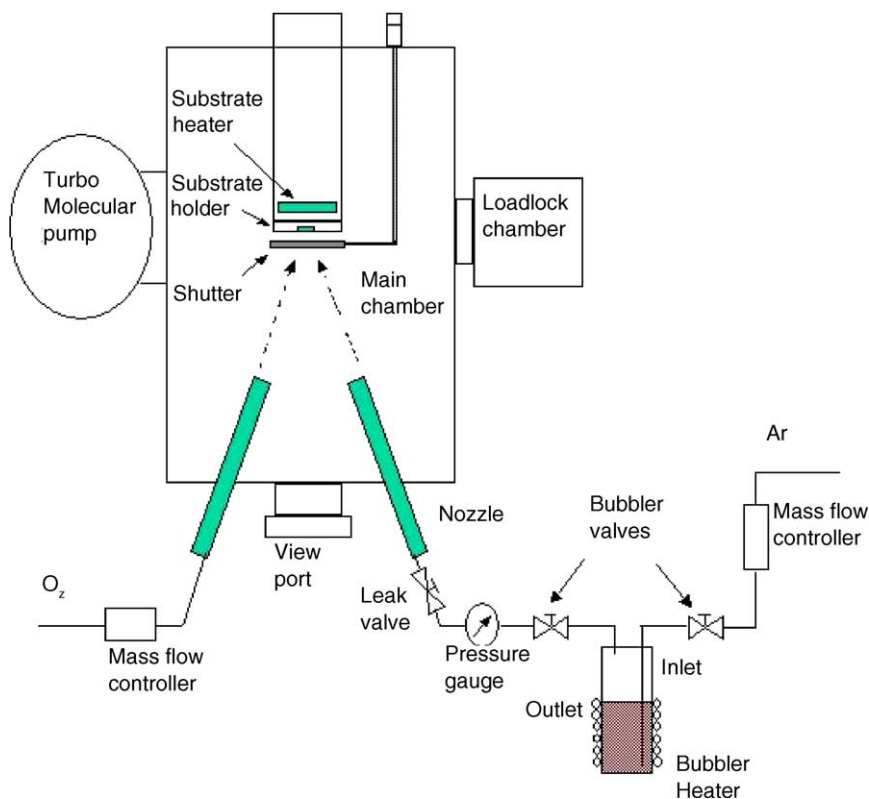 Substrate
heater
Turbo
Molecular
pump
Substrate
holder
Loadlock
chamber
Shutter
Main
chamber
Ar
Nozzle
Bubbler
valves
Mass flow
controller
View
port
O₂
Leak
valve
Mass flow
controller
Pressure
gauge
Inlet
Outlet
Bubbler
Heater